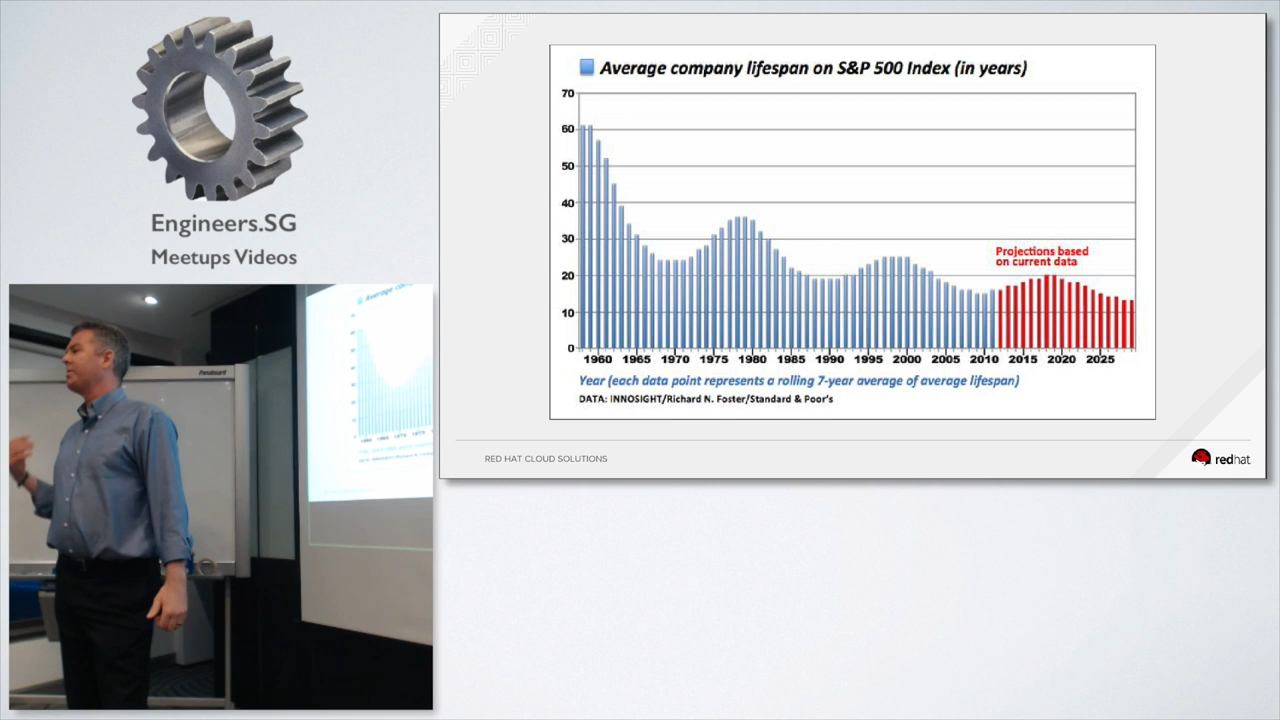 Engineers.SG
Meetups Videos
Average company lifespan on S&P 500 Index (in years)
70
60
50
40
30
20
10
0
Projections based
on current data
1960 1965 1970 1975 1980 1985 1990 1995 2000 2005 2010 2015 2020 2025
Year (each data point represents a rolling 7-year average of average lifespan)
DATA: INNOSIGHT/Richard N. Foster/Standard & Poor's
RED HAT CLOUD SOLUTIONS
redhat
Panaboard
Average